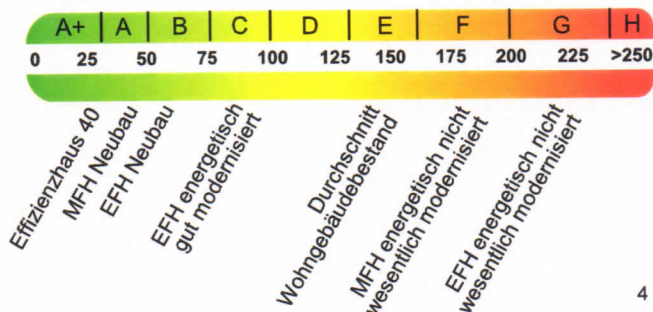 A+ A B C D E F G H
0 25 50 75 100 125 150 175 200 225 >250
Effizienzhaus 40
MFH Neubau
EFH Neubau
EFH energetisch
gut modernisiert
Durchschnitt
Wohngebäudebestand
MFH energetisch nicht
wesentlich modernisiert
EFH energetisch nicht
wesentlich modernisiert
4